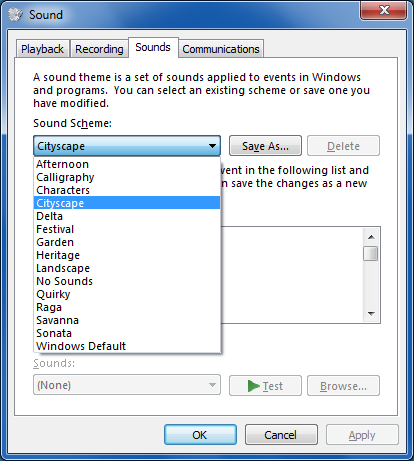 Sound
Playback Recording Sounds Communications
A sound theme is a set of sounds applied to events in Windows
and programs. You can select an existing scheme or save one
you have modified.
Sound Scheme:
Cityscape Save As... Delete
Afternoon
Calligraphy vent in the following list and
Characters n save the changes as a new
Cityscape
Delta
Festival
Garden
Heritage
Landscape
No Sounds
Quirky
Raga
Savanna
Sonata
Windows Default
Sounds:
(None) Test Browse...
OK Cancel Apply